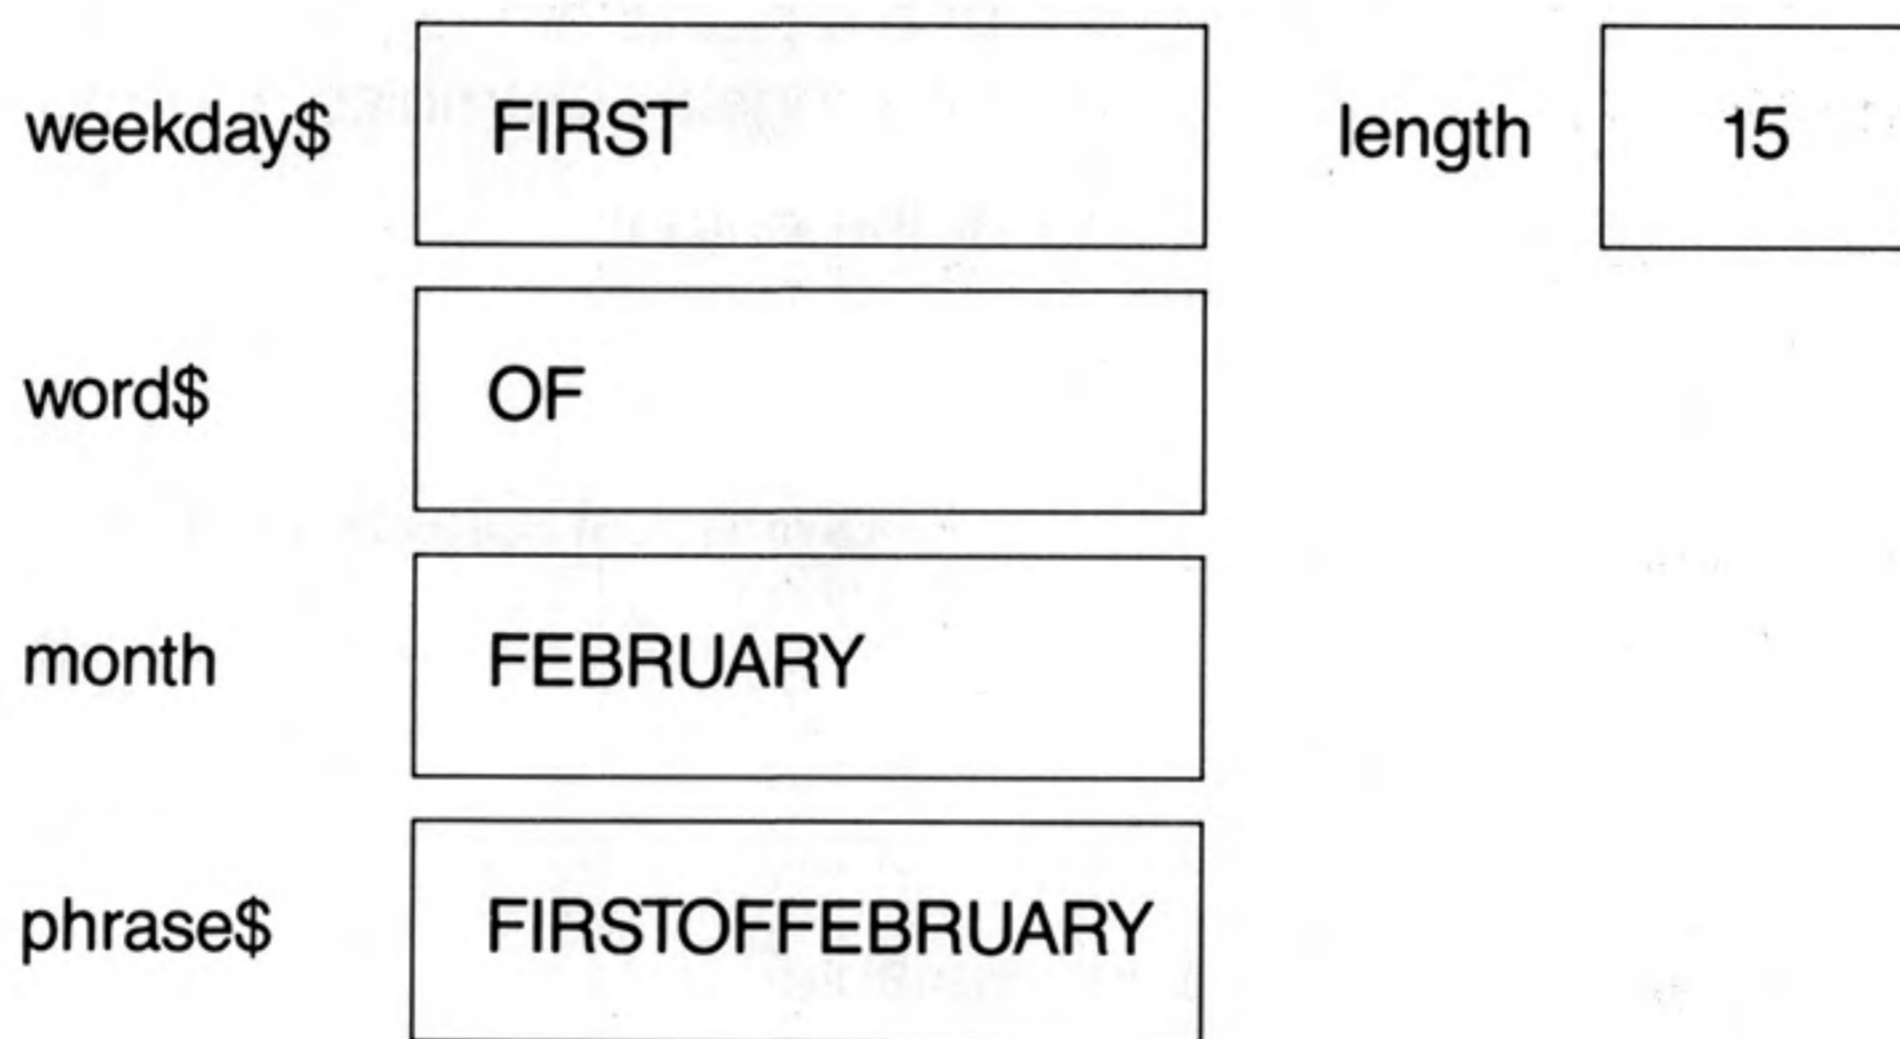 weekday$ FIRST length 15
word$ OF
month FEBRUARY
phrase$ FIRSTOFFEBRUARY